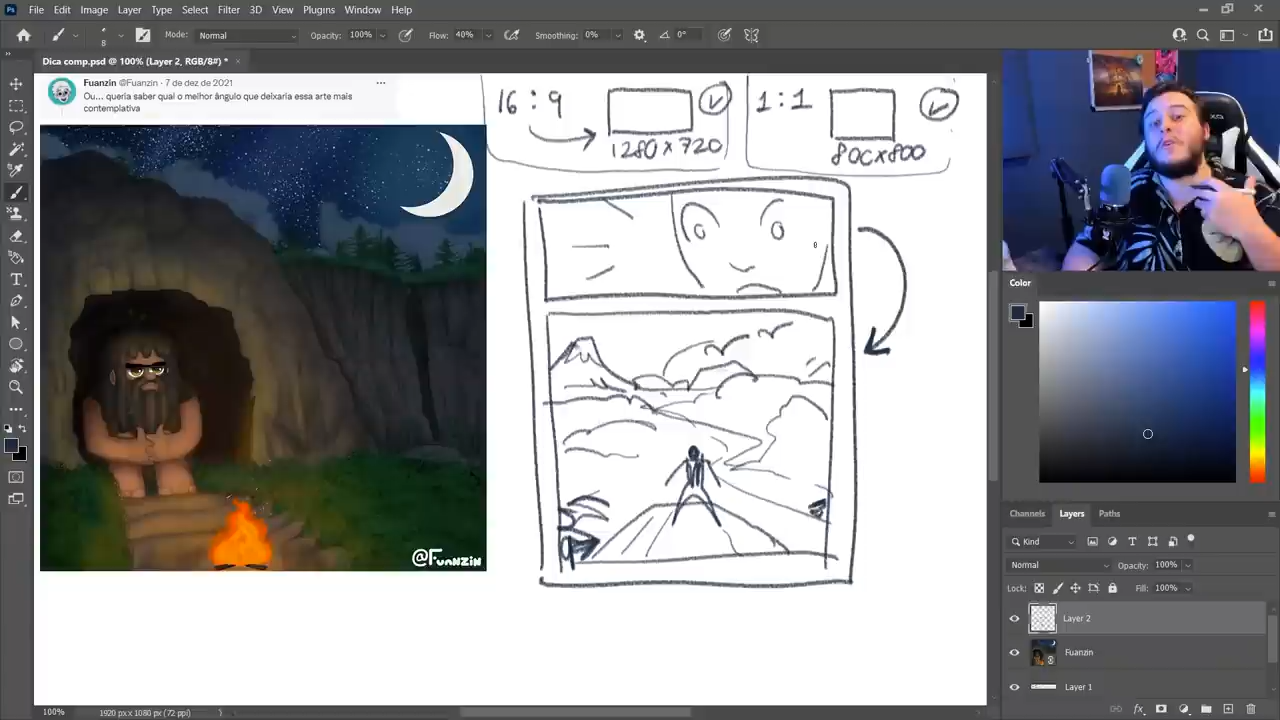 File Edit Image Layer Type Select Filter 3D View Plugins Window Help
Mode: Normal Opacity: 100% Flow: 40% Smoothing: 0% 0°
Dica comp.psd @ 100% (Layer 2, RGB/8#) *
Fuanzin @Fuanzin · 7 de dez de 2021
Ou... queria saber qual o melhor ângulo que deixaria essa arte mais
contemplativa
16:9
1280x720
1:1
800x800
@Fuanzin
Color
Channels Layers Paths
Kind
Normal Opacity: 100%
Lock: Fill: 100%
Layer 2
Fuanzin
Layer 1
100% 1920 px x 1080 px (72 ppi)